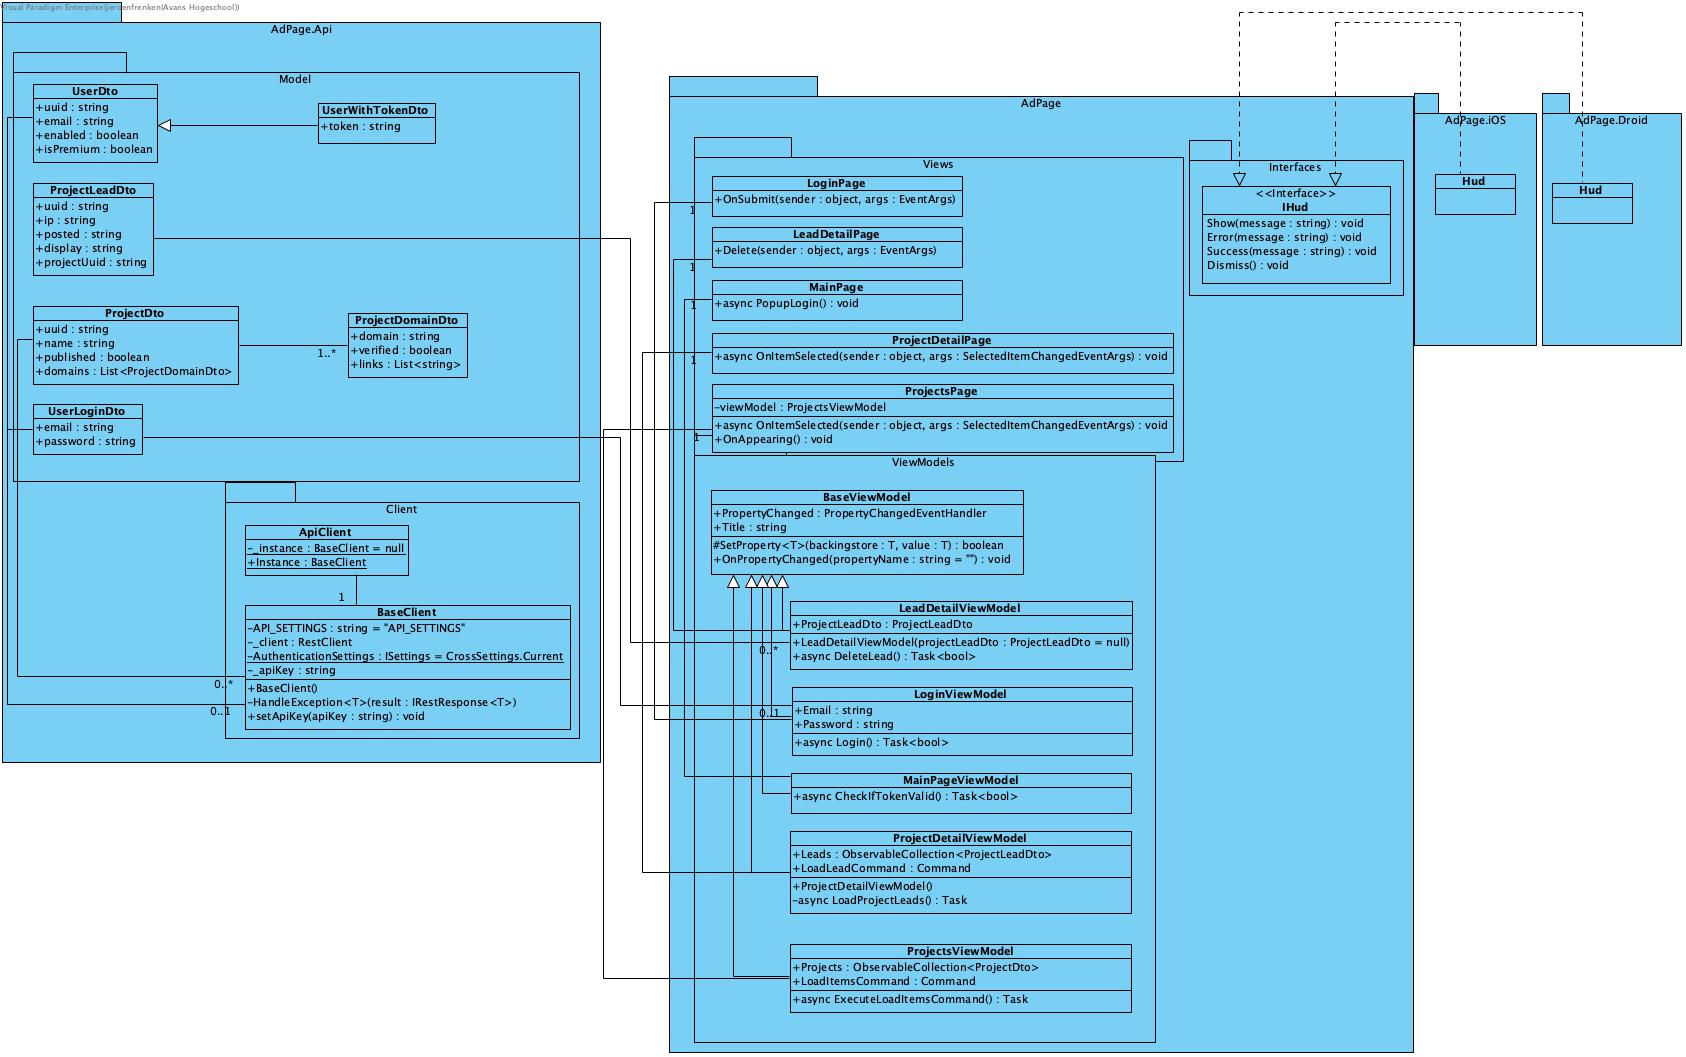 Visual Paradigm Enterprise(jeroenfrenken(Avans Hogeschool))
AdPage.Api
Model
UserDto
+uuid : string
+email : string
+enabled : boolean
+isPremium : boolean
UserWithTokenDto
+token : string
ProjectLeadDto
+uuid : string
+ip : string
+posted : string
+display : string
+projectUuid : string
ProjectDto
+uuid : string
+name : string
+published : boolean
+domains : List<ProjectDomainDto>
1..*
ProjectDomainDto
+domain : string
+verified : boolean
+links : List<string>
UserLoginDto
+email : string
+password : string
Client
ApiClient
-_instance : BaseClient = null
+Instance : BaseClient
1
BaseClient
-API_SETTINGS : string = "API_SETTINGS"
-_client : RestClient
-AuthenticationSettings : ISettings = CrossSettings.Current
-_apiKey : string
+BaseClient()
-HandleException<T>(result : IRestResponse<T>)
+setApiKey(apiKey : string) : void
0..*
0..1
AdPage
Views
LoginPage
+OnSubmit(sender : object, args : EventArgs)
1
LeadDetailPage
+Delete(sender : object, args : EventArgs)
1
MainPage
+async PopupLogin() : void
1
ProjectDetailPage
+async OnItemSelected(sender : object, args : SelectedItemChangedEventArgs) : void
1
ProjectsPage
-viewModel : ProjectsViewModel
+async OnItemSelected(sender : object, args : SelectedItemChangedEventArgs) : void
+OnAppearing() : void
1
ViewModels
BaseViewModel
+PropertyChanged : PropertyChangedEventHandler
+Title : string
#SetProperty<T>(backingstore : T, value : T) : boolean
+OnPropertyChanged(propertyName : string = "") : void
LeadDetailViewModel
+ProjectLeadDto : ProjectLeadDto
+LeadDetailViewModel(projectLeadDto : ProjectLeadDto = null)
+async DeleteLead() : Task<bool>
0..*
LoginViewModel
+Email : string
+Password : string
+async Login() : Task<bool>
0..1
MainPageViewModel
+async CheckIfTokenValid() : Task<bool>
ProjectDetailViewModel
+Leads : ObservableCollection<ProjectLeadDto>
+LoadLeadCommand : Command
+ProjectDetailViewModel()
-async LoadProjectLeads() : Task
ProjectsViewModel
+Projects : ObservableCollection<ProjectDto>
+LoadItemsCommand : Command
+async ExecuteLoadItemsCommand() : Task
Interfaces
<<Interface>>
IHud
Show(message : string) : void
Error(message : string) : void
Success(message : string) : void
Dismiss() : void
AdPage.iOS
Hud
AdPage.Droid
Hud